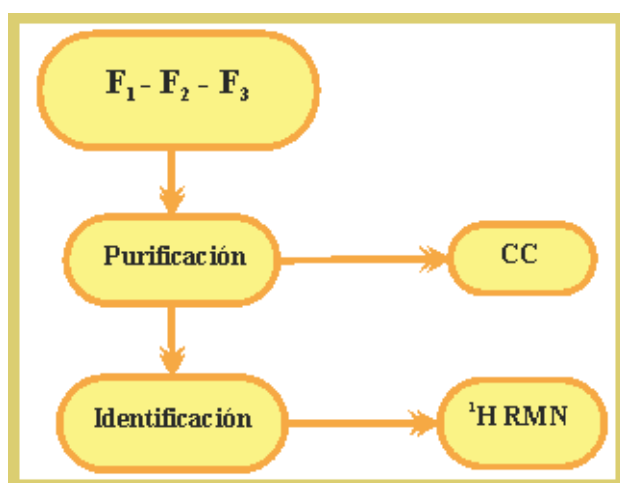 F₁ - F₂ - F₃
Purificación
CC
Identificación
¹H RMN